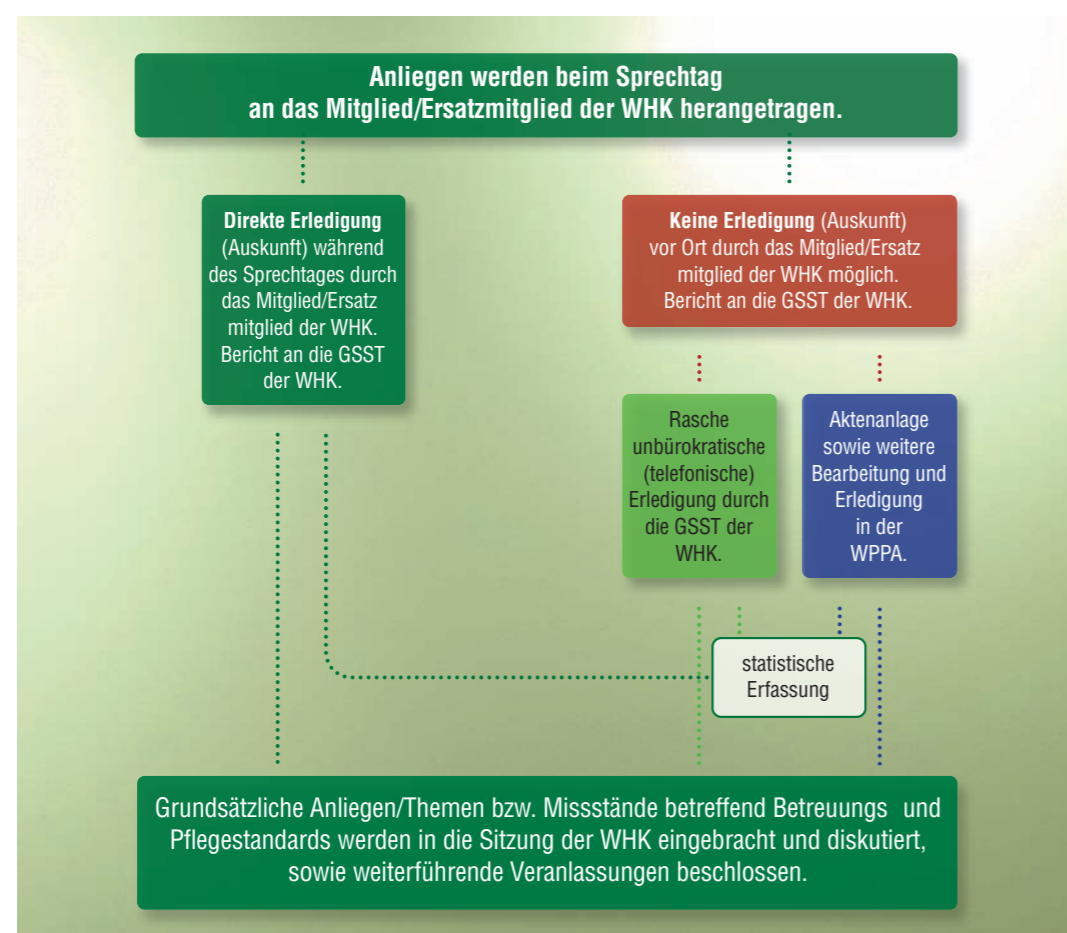 Anliegen werden beim Sprechtag
an das Mitglied/Ersatzmitglied der WHK herangetragen.
Direkte Erledigung
(Auskunft) während
des Sprechtages durch
das Mitglied/Ersatz
mitglied der WHK.
Bericht an die GSST
der WHK.
Keine Erledigung (Auskunft)
vor Ort durch das Mitglied/Ersatz
mitglied der WHK möglich.
Bericht an die GSST der WHK.
Rasche
unbürokratische
(telefonische)
Erledigung durch
die GSST der
WHK.
Aktenanlage
sowie weitere
Bearbeitung und
Erledigung
in der
WPPA.
statistische
Erfassung
Grundsätzliche Anliegen/Themen bzw. Missstände betreffend Betreuungs und
Pflegestandards werden in die Sitzung der WHK eingebracht und diskutiert,
sowie weiterführende Veranlassungen beschlossen.